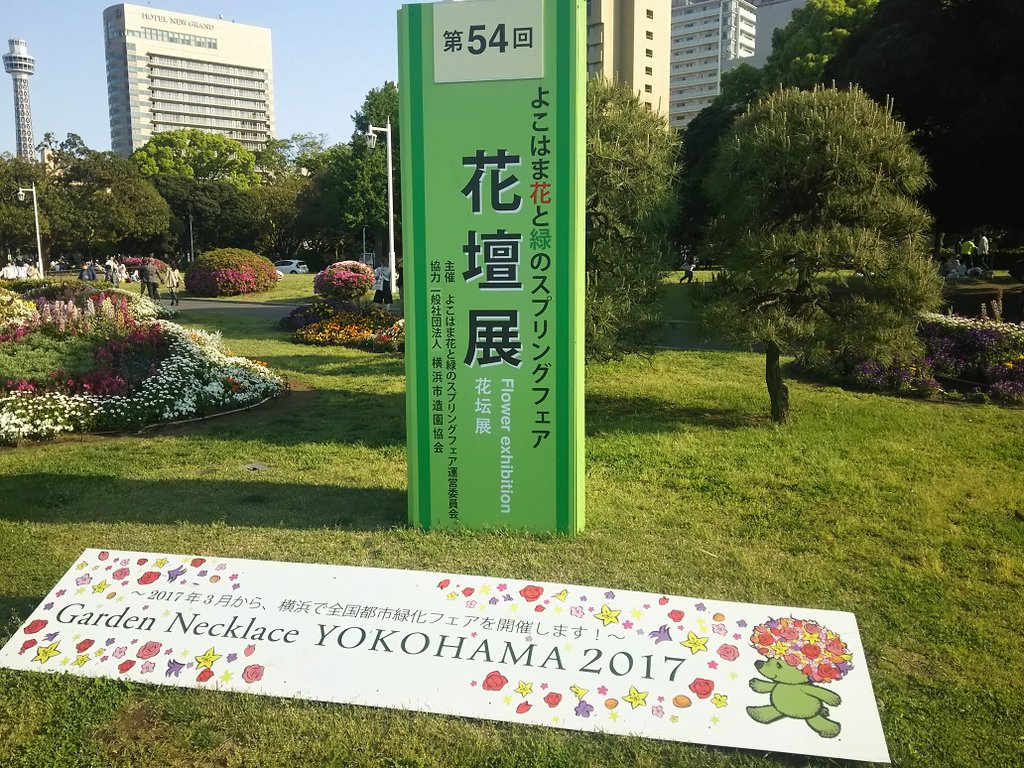 HOTEL NEW GRAND
第54回
よこはま花と緑のスプリングフェア
花壇展
Flower exhibition
花坛展
主催 よこはま花と緑のスプリングフェア運営委員会
協力 一般社団法人 横浜市造園協会
～2017年3月から、横浜で全国都市緑化フェアを開催します！～
Garden Necklace YOKOHAMA 2017